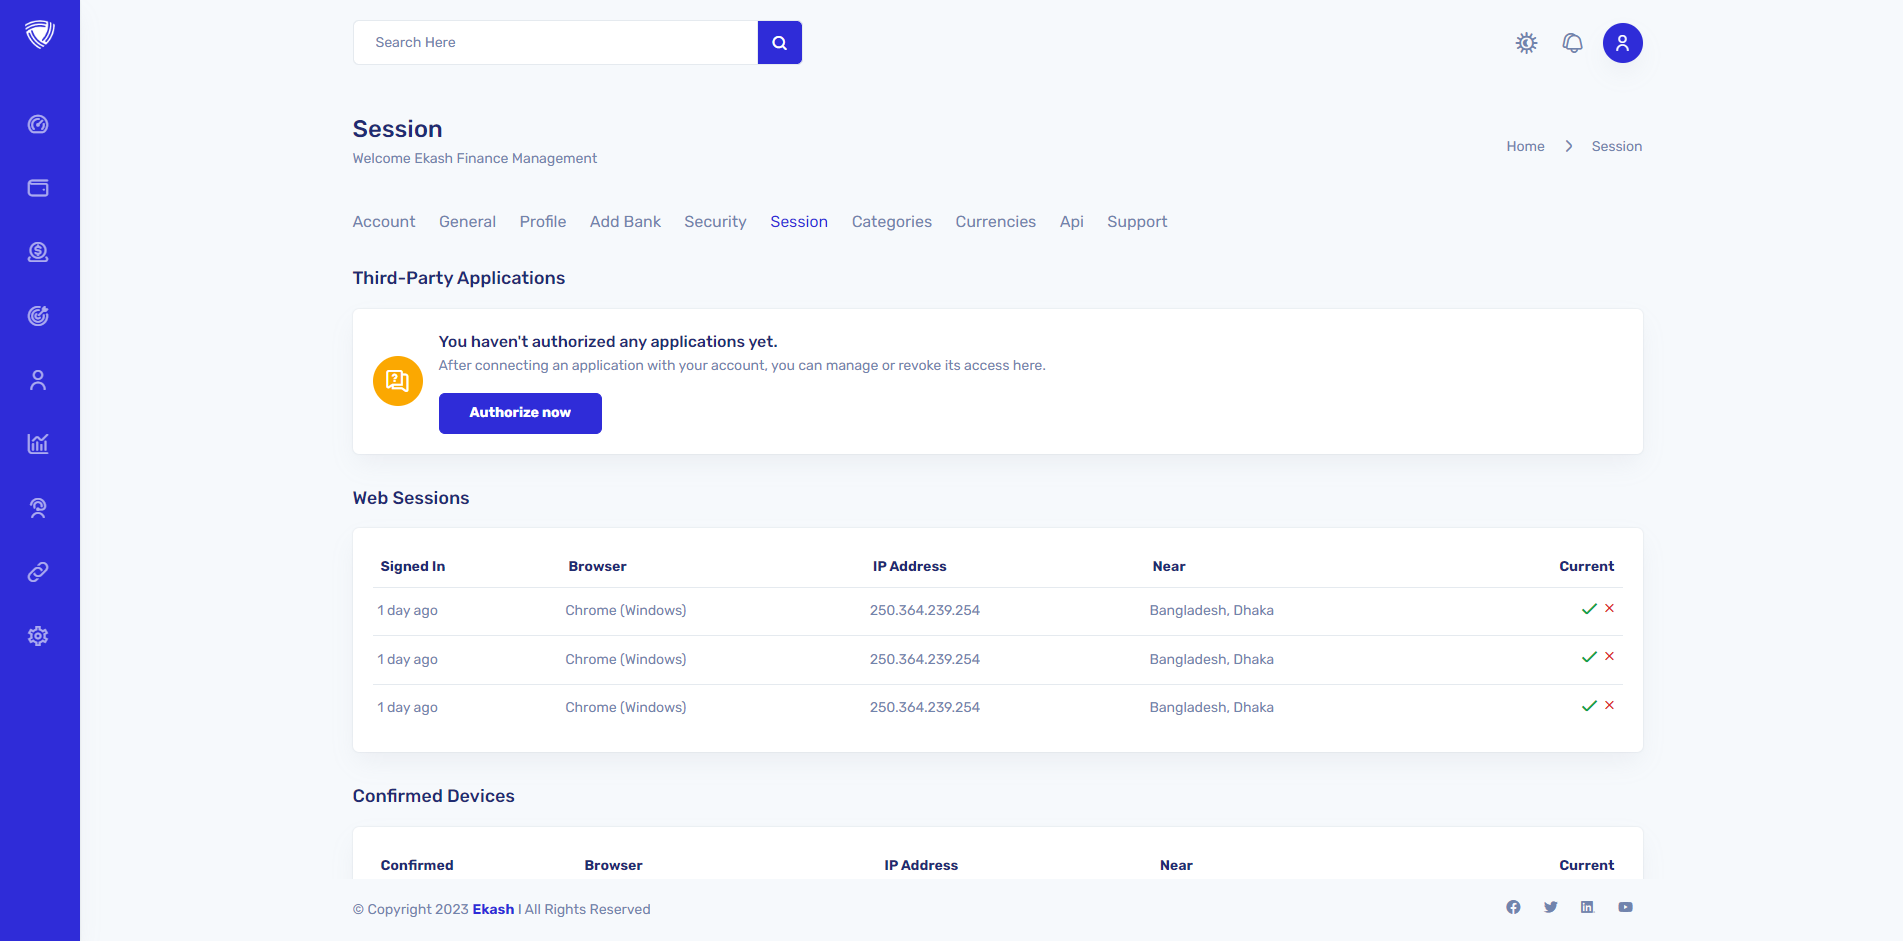 Search Here
Session
Welcome Ekash Finance Management
Home Session
Account General Profile Add Bank Security Session Categories Currencies Api Support
Third-Party Applications
You haven't authorized any applications yet.
After connecting an application with your account, you can manage or revoke its access here.
Authorize now
Web Sessions
Signed In Browser IP Address Near Current
1 day ago Chrome (Windows) 250.364.239.254 Bangladesh, Dhaka
1 day ago Chrome (Windows) 250.364.239.254 Bangladesh, Dhaka
1 day ago Chrome (Windows) 250.364.239.254 Bangladesh, Dhaka
Confirmed Devices
Confirmed Browser IP Address Near Current
© Copyright 2023 Ekash I All Rights Reserved